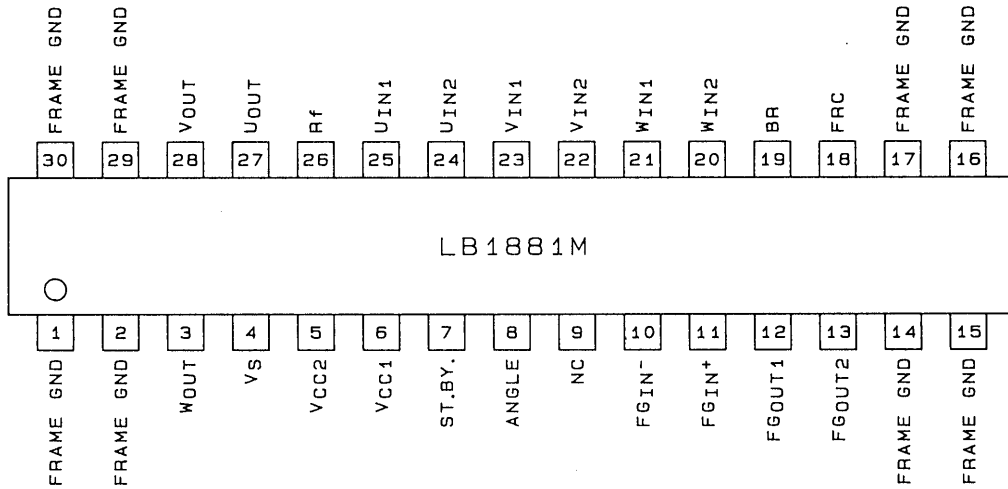 FRAME GND
FRAME GND
VOUT
UOUT
Rf
UIN1
UIN2
VIN1
VIN2
WIN1
WIN2
BR
FRC
FRAME GND
FRAME GND
30 29 28 27 26 25 24 23 22 21 20 19 18 17 16
LB1881M
1 2 3 4 5 6 7 8 9 10 11 12 13 14 15
FRAME GND
FRAME GND
WOUT
VS
VCC2
VCC1
ST.BY.
ANGLE
NC
FGIN-
FGIN+
FGOUT1
FGOUT2
FRAME GND
FRAME GND